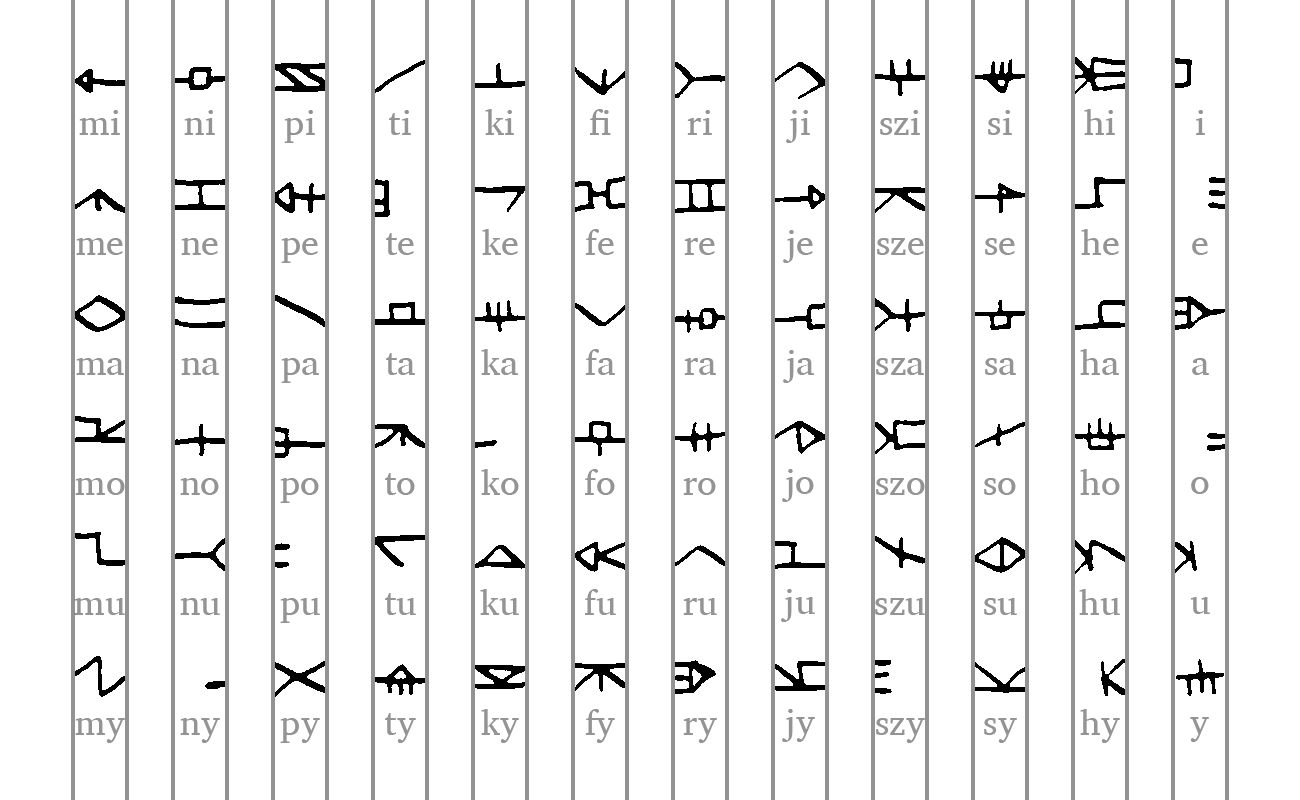 mi ni pi ti ki fi ri ji szi si hi i
me ne pe te ke fe re je sze se he e
ma na pa ta ka fa ra ja sza sa ha a
mo no po to ko fo ro jo szo so ho o
mu nu pu tu ku fu ru ju szu su hu u
my ny py ty ky fy ry jy szy sy hy y